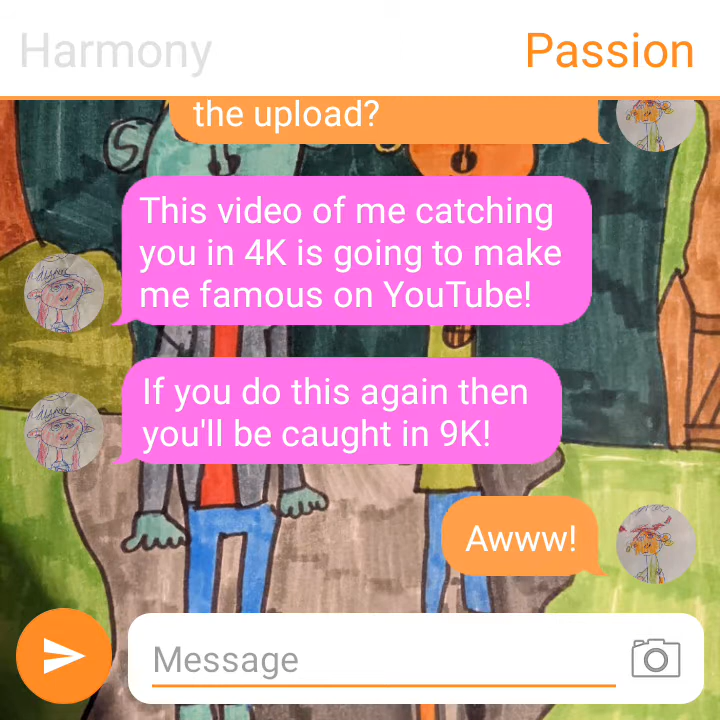 Harmony Passion
the upload?
This video of me catching
you in 4K is going to make
me famous on YouTube!
If you do this again then
you'll be caught in 9K!
Awww!
Message